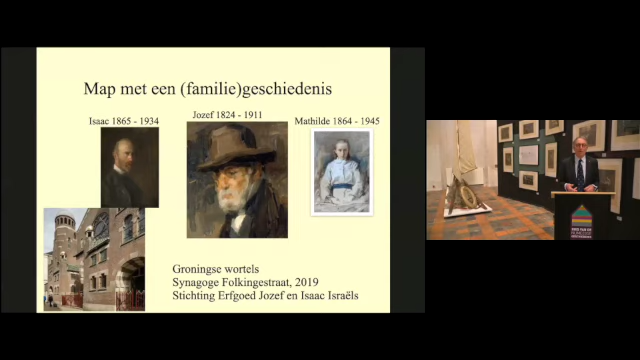 Map met een (familie)geschiedenis
Isaac 1865 - 1934
Jozef 1824 - 1911
Mathilde 1864 - 1945
Groningse wortels
Synagoge Folkingestraat, 2019
Stichting Erfgoed Jozef en Isaac Israëls